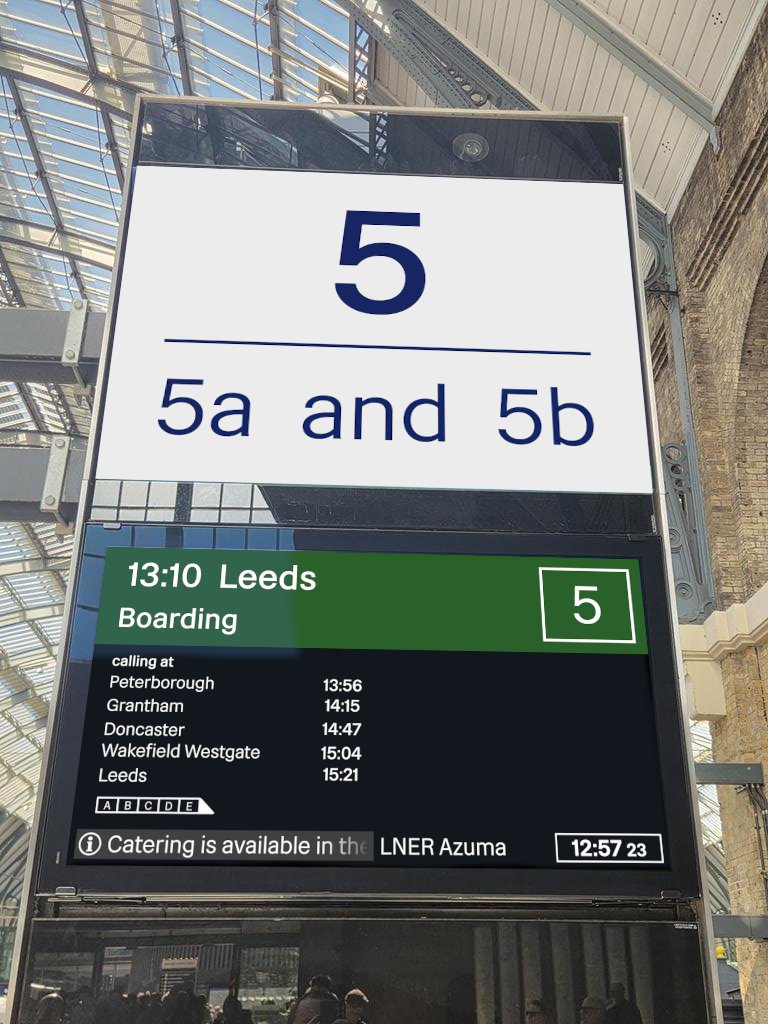 5
5a and 5b
13:10 Leeds
5
Boarding
calling at
Peterborough 13:56
Grantham 14:15
Doncaster 14:47
Wakefield Westgate 15:04
Leeds 15:21
A B C D E
Catering is available in the LNER Azuma 12:57 23